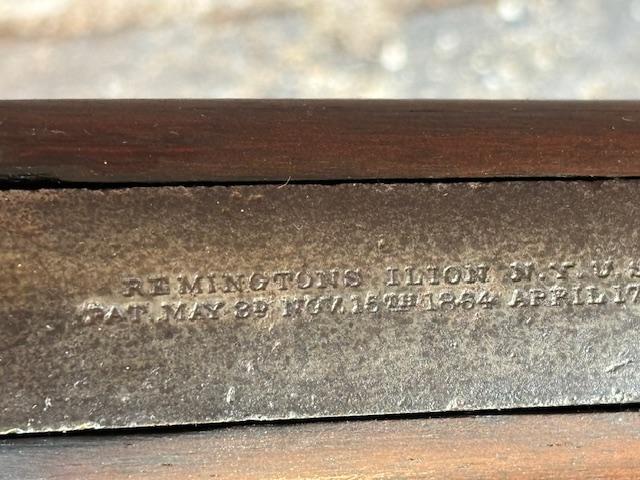 REMINGTONS ILION N.Y. U.S
PAT. MAY 3D NOV. 15TH 1864 APRIL 17